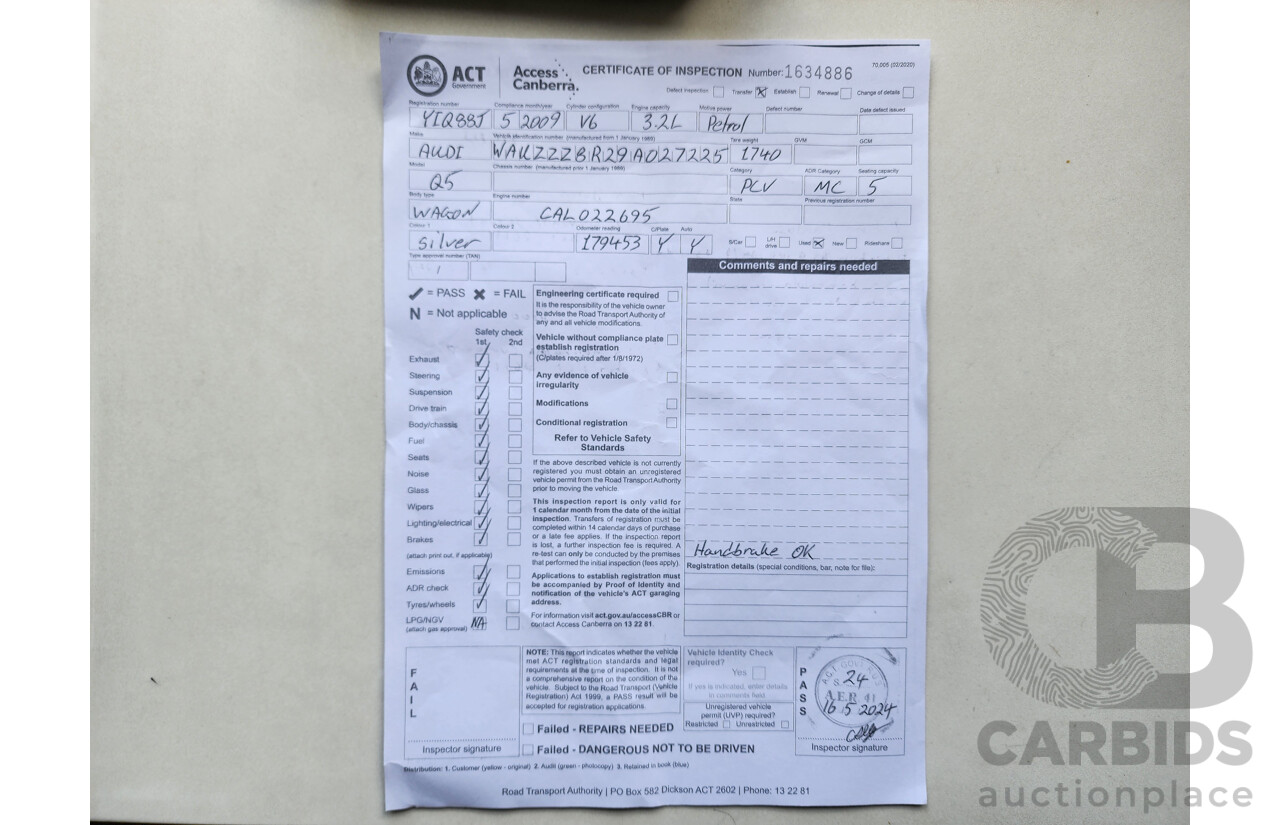 ACT Government
Access Canberra.
CERTIFICATE OF INSPECTION Number: 1634886
70,005 (02/2020)
Defect inspection Transfer X Establish Renewal Change of details
Registration number Compliance month/year Cylinder configuration Engine capacity Motive power Defect number Date defect issued
YIQ88J 5 2009 V6 3.2L Petrol
Make Vehicle identification number (manufactured from 1 January 1989) Tare weight GVM GCM
AUDI WAUZZZ8R29A027225 1740
Model Chassis number (manufactured prior 1 January 1989) Category ADR Category Seating capacity
Q5 PCV MC 5
Body type Engine number State Previous registration number
WAGON CAL022695
Colour 1 Colour 2 Odometer reading C/Plate Auto
Silver 179453 Y Y
S/Car L/H drive Used X New Rideshare
Type approval number (TAN)
/
Comments and repairs needed
✓ = PASS ✖ = FAIL
N = Not applicable
Safety check
1st 2nd
Exhaust ✓
Steering ✓
Suspension ✓
Drive train ✓
Body/chassis ✓
Fuel ✓
Seats ✓
Noise ✓
Glass ✓
Wipers ✓
Lighting/electrical ✓
Brakes ✓
(attach print out, if applicable)
Emissions ✓
ADR check ✓
Tyres/wheels ✓
LPG/NGV NA
(attach gas approval)
Engineering certificate required
It is the responsibility of the vehicle owner
to advise the Road Transport Authority of
any and all vehicle modifications.
Vehicle without compliance plate
establish registration
(C/plates required after 1/8/1972)
Any evidence of vehicle
irregularity
Modifications
Conditional registration
Refer to Vehicle Safety
Standards
If the above described vehicle is not currently
registered you must obtain an unregistered
vehicle permit from the Road Transport Authority
prior to moving the vehicle.
This inspection report is only valid for
1 calendar month from the date of the initial
inspection. Transfers of registration must be
completed within 14 calendar days of purchase
or a late fee applies. If the inspection report
is lost, a further inspection fee is required. A
re-test can only be conducted by the premises
that performed the initial inspection (fees apply).
Applications to establish registration must
be accompanied by Proof of Identity and
notification of the vehicle's ACT garaging
address.
For information visit act.gov.au/accessCBR or
contact Access Canberra on 13 22 81.
Handbrake OK
Registration details (special conditions, bar, note for file):
FAIL
Inspector signature
NOTE: This report indicates whether the vehicle
met ACT registration standards and legal
requirements at the time of inspection. It is not
a comprehensive report on the condition of the
vehicle. Subject to the Road Transport (Vehicle
Registration) Act 1999, a PASS result will be
accepted for registration applications.
Failed - REPAIRS NEEDED
Failed - DANGEROUS NOT TO BE DRIVEN
Vehicle Identity Check
required?
Yes
If yes is indicated, enter details
in comments field
Unregistered vehicle
permit (UVP) required?
Restricted Unrestricted
PASS
24
16 5 2024
Inspector signature
Distribution: 1. Customer (yellow - original) 2. Audit (green - photocopy) 3. Retained in book (blue)
Road Transport Authority | PO Box 582 Dickson ACT 2602 | Phone: 13 22 81
CARBIDS
auctionplace